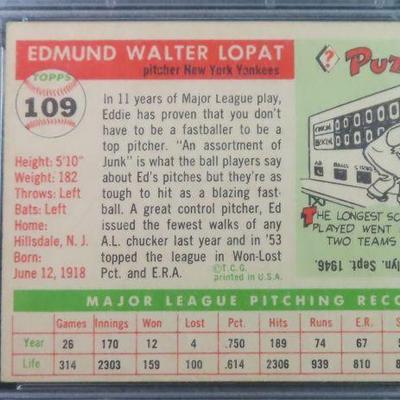 EDMUND WALTER LOPAT
pitcher New York Yankees
TOPPS
109
Height: 5'10"
Weight: 182
Throws: Left
Bats: Left
Home:
Hillsdale, N. J.
Born:
June 12, 1918
In 11 years of Major League play,
Eddie has proven that you don't
have to be a fastballer to be a
top pitcher. "An assortment of
Junk" is what the ball players say
about Ed's pitches but they're as
tough to hit as a blazing fast-
ball. A great control pitcher, Ed
issued the fewest walks of any
A.L. chucker last year and in '53
topped the league in Won-Lost
Pct. and E.R.A.
©T.C.G.
printed in U.S.A.
?
PUZ
THE LONGEST SC
PLAYED WENT
TWO TEAMS
lyn. Sept. 1946.
MAJOR LEAGUE PITCHING RECO
Year Games Innings Won Lost Pct. Hits Runs S
Year 26 170 12 4 .750 189 74 67 5
Life 314 2303 159 100 .614 2306 939 810 8